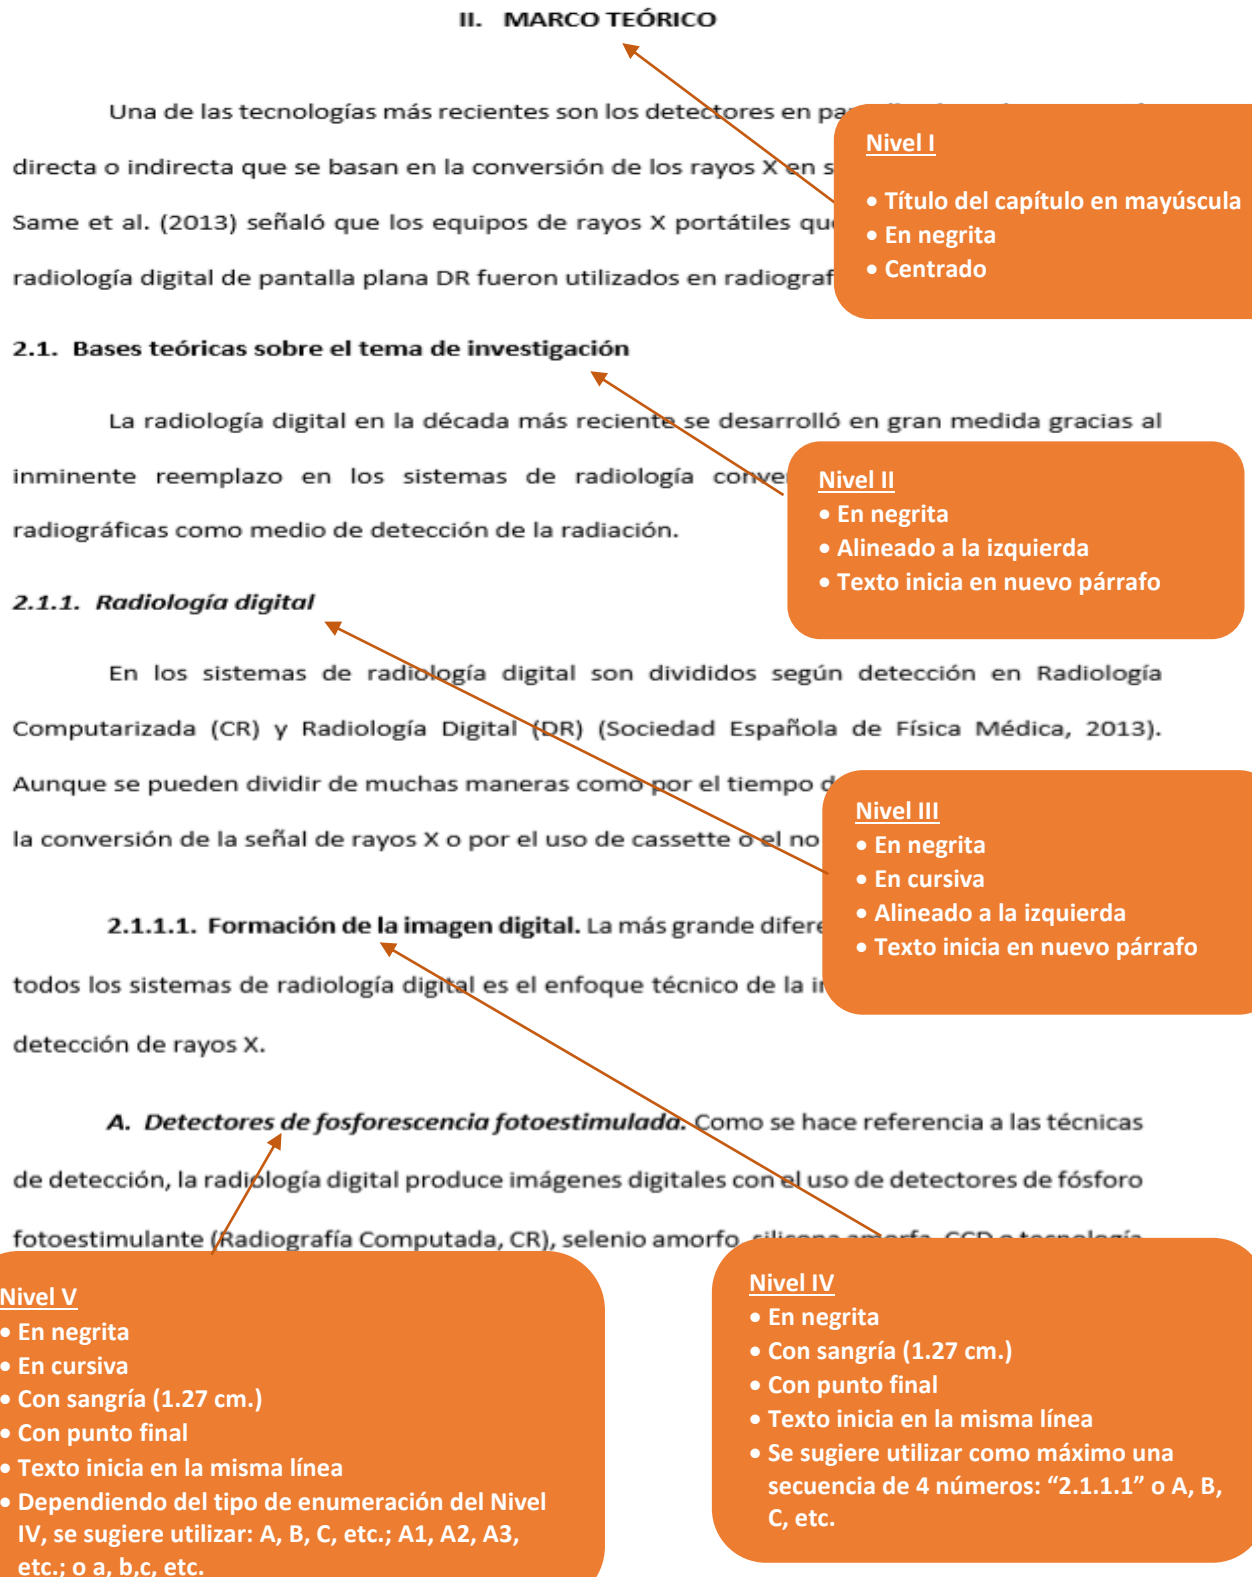 II. MARCO TEÓRICO
Una de las tecnologías más recientes son los detectores en
directa o indirecta que se basan en la conversión de los rayos X en
Same et al. (2013) señaló que los equipos de rayos X portátiles
radiología digital de pantalla plana DR fueron utilizados en
Nivel I
• Título del capítulo en mayúscula
• En negrita
• Centrado
2.1. Bases teóricas sobre el tema de investigación
La radiología digital en la década más reciente se desarrolló en gran medida gracias al
inminente reemplazo en los sistemas de radiología
radiográficas como medio de detección de la radiación.
Nivel II
• En negrita
• Alineado a la izquierda
• Texto inicia en nuevo párrafo
2.1.1. Radiología digital
En los sistemas de radiología digital son divididos según detección en Radiología
Computarizada (CR) y Radiología Digital (DR) (Sociedad Española de Física Médica, 2013).
Aunque se pueden dividir de muchas maneras como por el tiempo
la conversión de la señal de rayos X o por el uso de cassette o el no
Nivel III
• En negrita
• En cursiva
• Alineado a la izquierda
• Texto inicia en nuevo párrafo
2.1.1.1. Formación de la imagen digital. La más grande
todos los sistemas de radiología digital es el enfoque técnico de la
detección de rayos X.
A. Detectores de fosforescencia fotoestimulada. Como se hace referencia a las técnicas
de detección, la radiología digital produce imágenes digitales con el uso de detectores de fósforo
fotoestimulante (Radiografía Computada, CR), selenio amorfo, silicona amorfa, CCD o tecnología
Nivel V
• En negrita
• En cursiva
• Con sangría (1.27 cm.)
• Con punto final
• Texto inicia en la misma línea
• Dependiendo del tipo de enumeración del Nivel
IV, se sugiere utilizar: A, B, C, etc.; A1, A2, A3,
etc.; o a, b,c, etc.
Nivel IV
• En negrita
• Con sangría (1.27 cm.)
• Con punto final
• Texto inicia en la misma línea
• Se sugiere utilizar como máximo una
secuencia de 4 números: “2.1.1.1” o A, B,
C, etc.